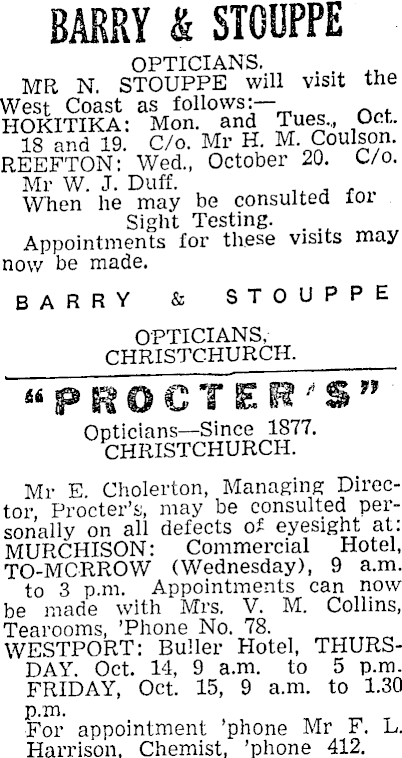 BARRY & STOUPPE
OPTICIANS.
MR N. STOUPPE will visit the
West Coast as follows:—
HOKITIKA: Mon. and Tues., Oct.
18 and 19. C/o. Mr H. M. Coulson.
REEFTON: Wed., October 20. C/o.
Mr W. J. Duff.
When he may be consulted for
Sight Testing.
Appointments for these visits may
now be made.
BARRY & STOUPPE
OPTICIANS,
CHRISTCHURCH.
"PROCTER'S"
Opticians—Since 1877.
CHRISTCHURCH.
Mr E. Cholerton, Managing Direc-
tor, Procter's, may be consulted per-
sonally on all defects of eyesight at:
MURCHISON: Commercial Hotel,
TO-MORROW (Wednesday), 9 a.m.
to 3 p.m. Appointments can now
be made with Mrs. V. M. Collins,
Tearooms, 'Phone No. 78.
WESTPORT: Buller Hotel, THURS-
DAY. Oct. 14, 9 a.m. to 5 p.m.
FRIDAY, Oct. 15, 9 a.m. to 1.30
p.m.
For appointment 'phone Mr F. L.
Harrison, Chemist, 'phone 412.